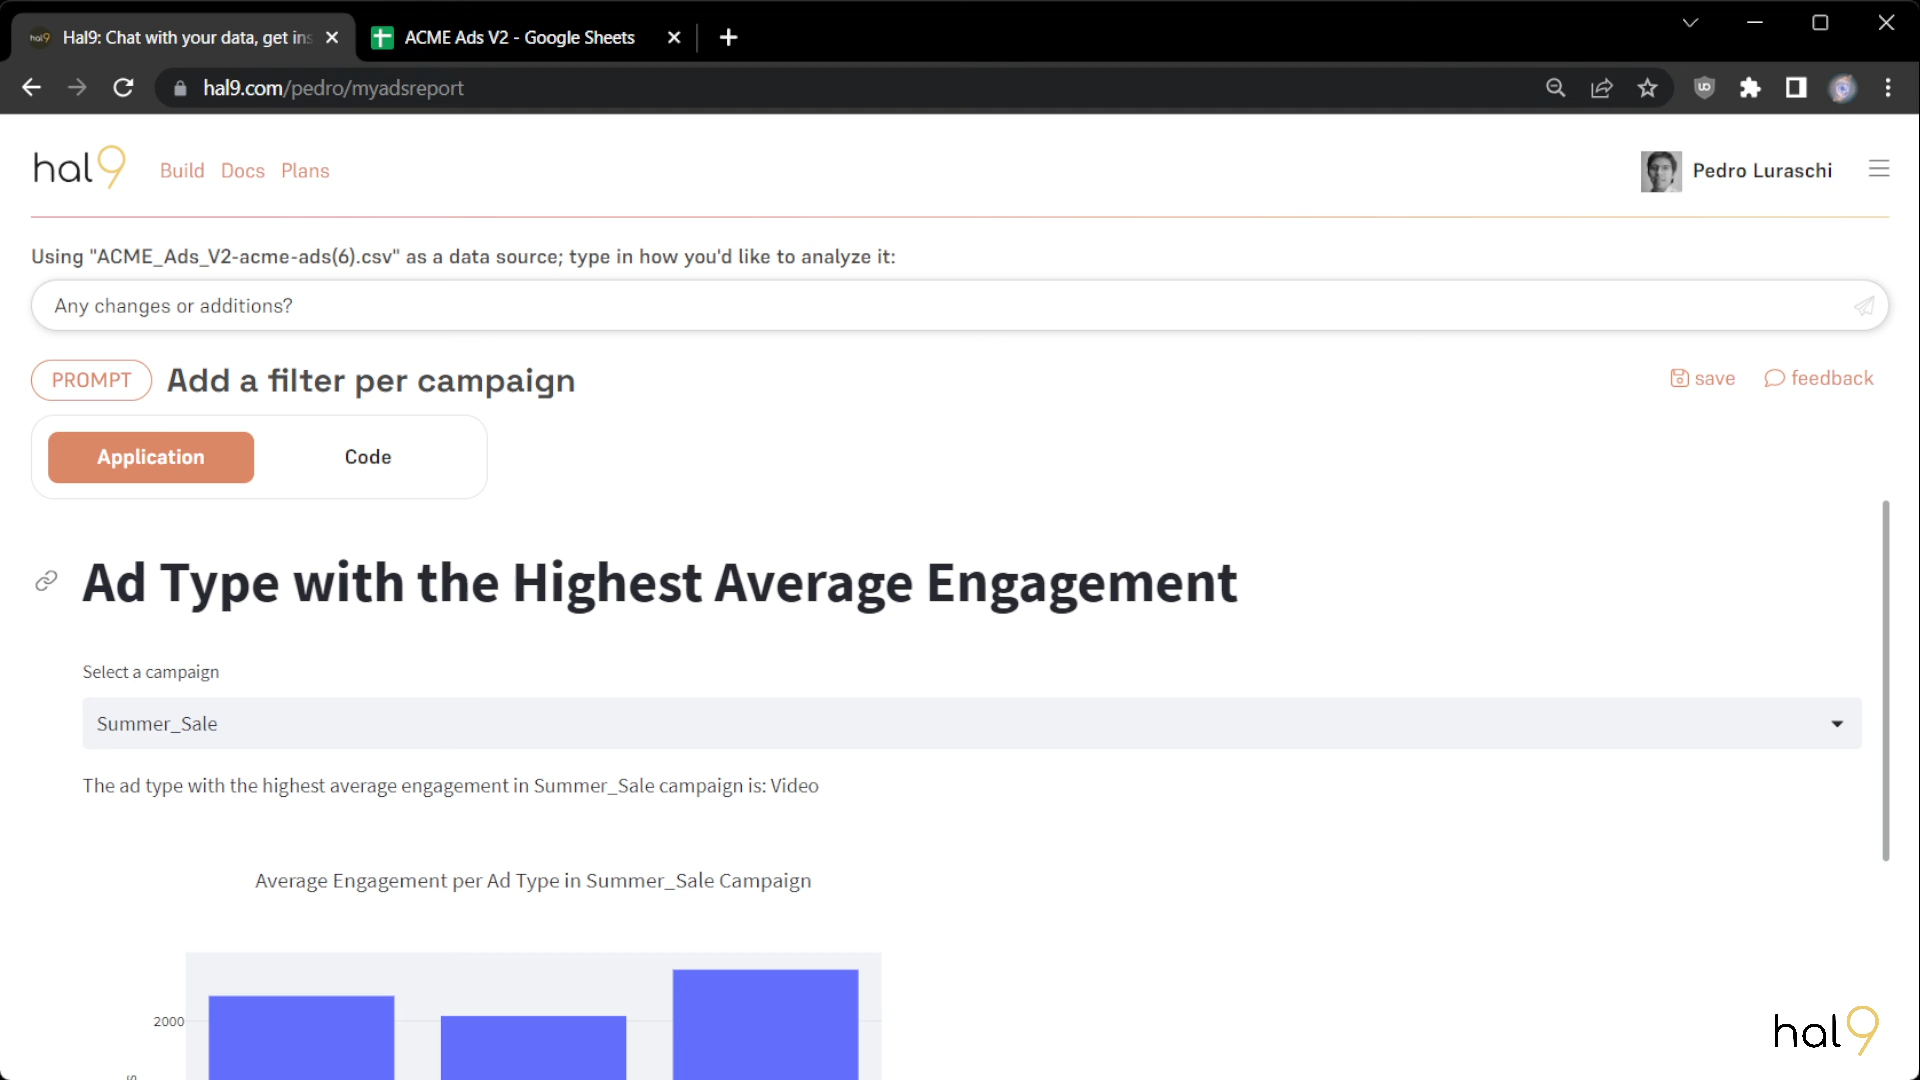 hal9 Hal9: Chat with your data, get ins
ACME Ads V2 - Google Sheets
hal9.com/pedro/myadsreport
hal9 Build Docs Plans
Pedro Luraschi
Using "ACME_Ads_V2-acme-ads(6).csv" as a data source; type in how you'd like to analyze it:
Any changes or additions?
PROMPT Add a filter per campaign
save feedback
Application Code
Ad Type with the Highest Average Engagement
Select a campaign
Summer_Sale
The ad type with the highest average engagement in Summer_Sale campaign is: Video
Average Engagement per Ad Type in Summer_Sale Campaign
2000
hal9